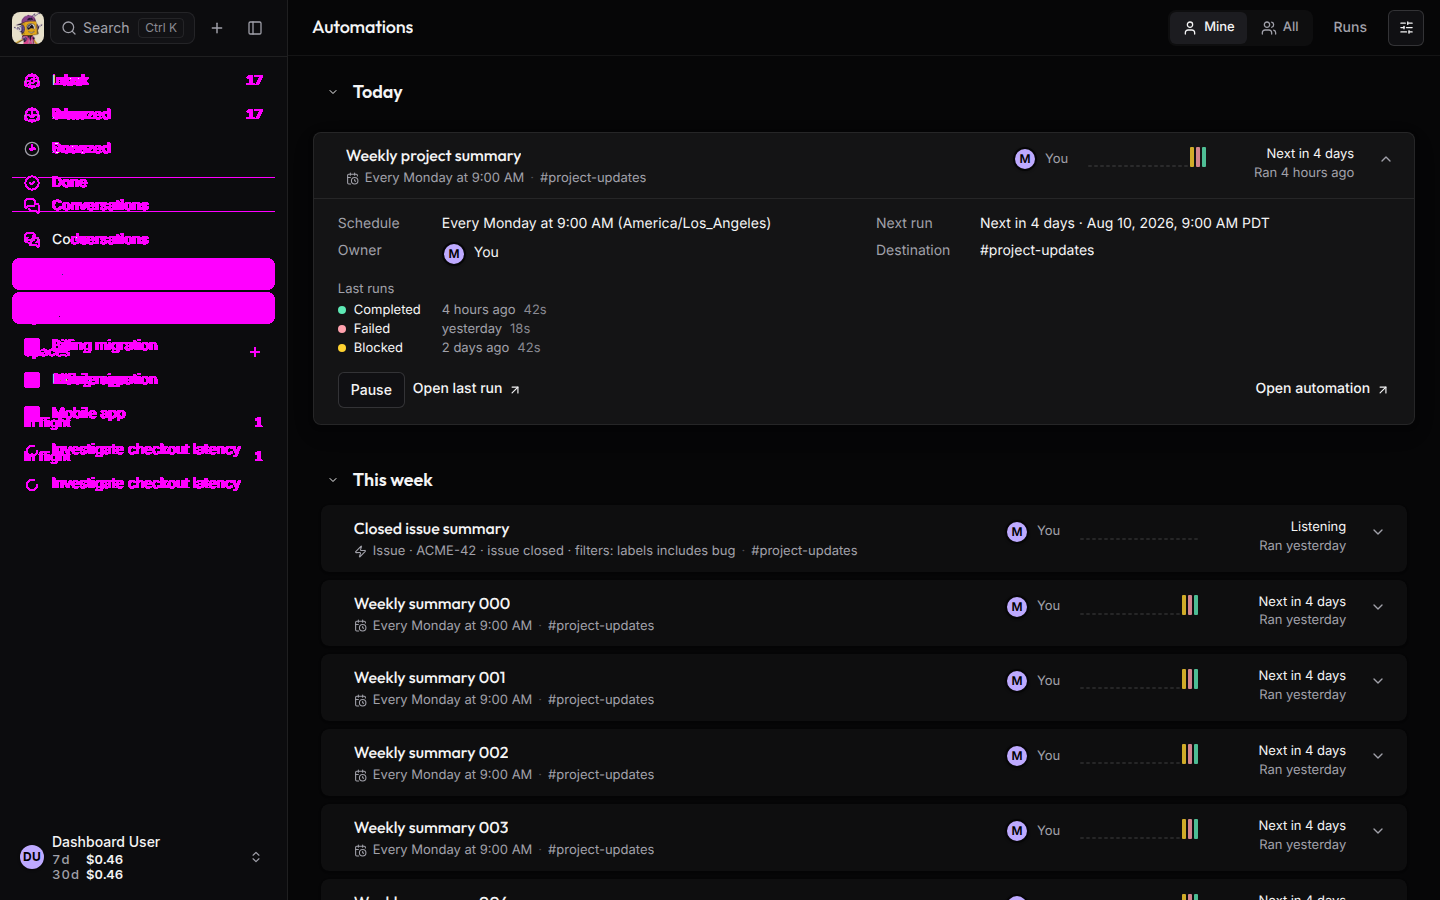 Search Ctrl K
Automations
Mine
All
Runs
17
17
Done
Conversations
Billing migration
Mobile app
In flight 1
Investigate checkout latency
In flight 1
Investigate checkout latency
Dashboard User
DU
7d $0.46
30d $0.46
Today
Weekly project summary
Every Monday at 9:00 AM · #project-updates
M You
Next in 4 days
Ran 4 hours ago
Schedule Every Monday at 9:00 AM (America/Los_Angeles)
Next run Next in 4 days · Aug 10, 2026, 9:00 AM PDT
Owner M You
Destination #project-updates
Last runs
Completed 4 hours ago 42s
Failed yesterday 18s
Blocked 2 days ago 42s
Pause Open last run
Open automation
This week
Closed issue summary
Issue · ACME-42 · issue closed · filters: labels includes bug · #project-updates
M You
Listening
Ran yesterday
Weekly summary 000
Every Monday at 9:00 AM · #project-updates
M You
Next in 4 days
Ran yesterday
Weekly summary 001
Every Monday at 9:00 AM · #project-updates
M You
Next in 4 days
Ran yesterday
Weekly summary 002
Every Monday at 9:00 AM · #project-updates
M You
Next in 4 days
Ran yesterday
Weekly summary 003
Every Monday at 9:00 AM · #project-updates
M You
Next in 4 days
Ran yesterday